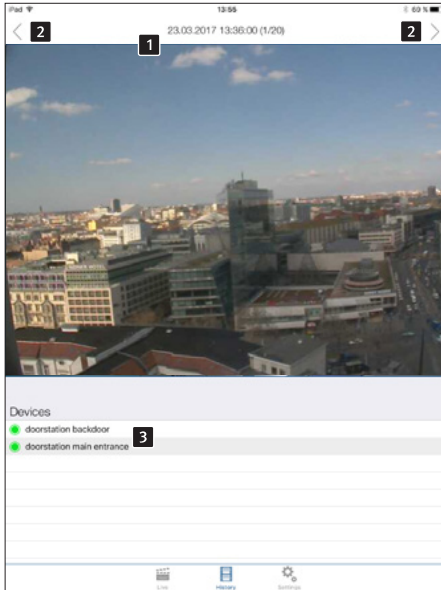 iPad 13:55 69 %
2 23.03.2017 13:36:00 (1/20) 2
1
Devices
doorstation backdoor
doorstation main entrance 3
Live History Settings